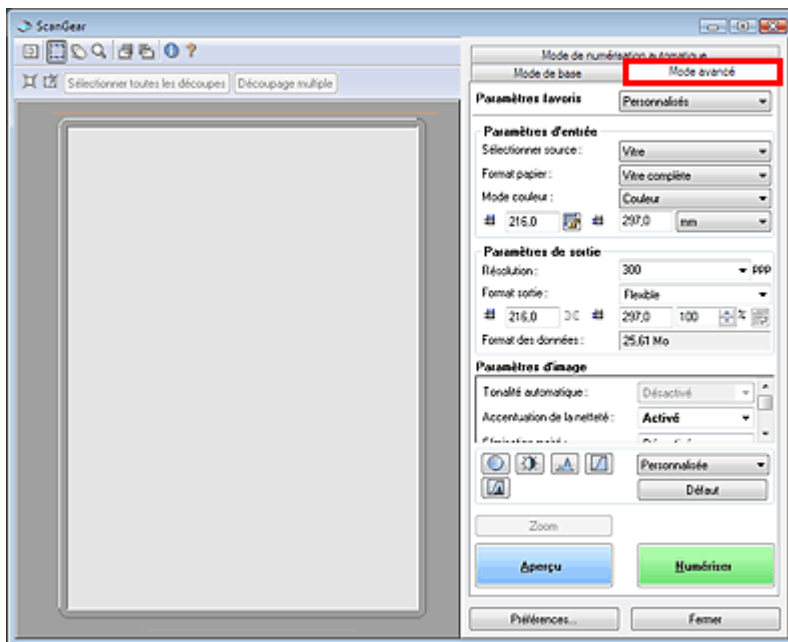 ScanGear
Sélectionner toutes les découpes Découpage multiple
Mode de numérisation automatique
Mode de base Mode avancé
Paramètres favoris Personnalisés
Paramètres d'entrée
Sélectionner source : Vitre
Format papier : Vitre complète
Mode couleur : Couleur
216,0 297,0 mm
Paramètres de sortie
Résolution : 300 ppp
Format sortie : Flexible
216,0 297,0 100 %
Format des données : 25,61 Mo
Paramètres d'image
Tonalité automatique : Désactivé
Accentuation de la netteté : Activé
Personnalisée
Défaut
Zoom
Aperçu Numériser
Préférences... Fermer